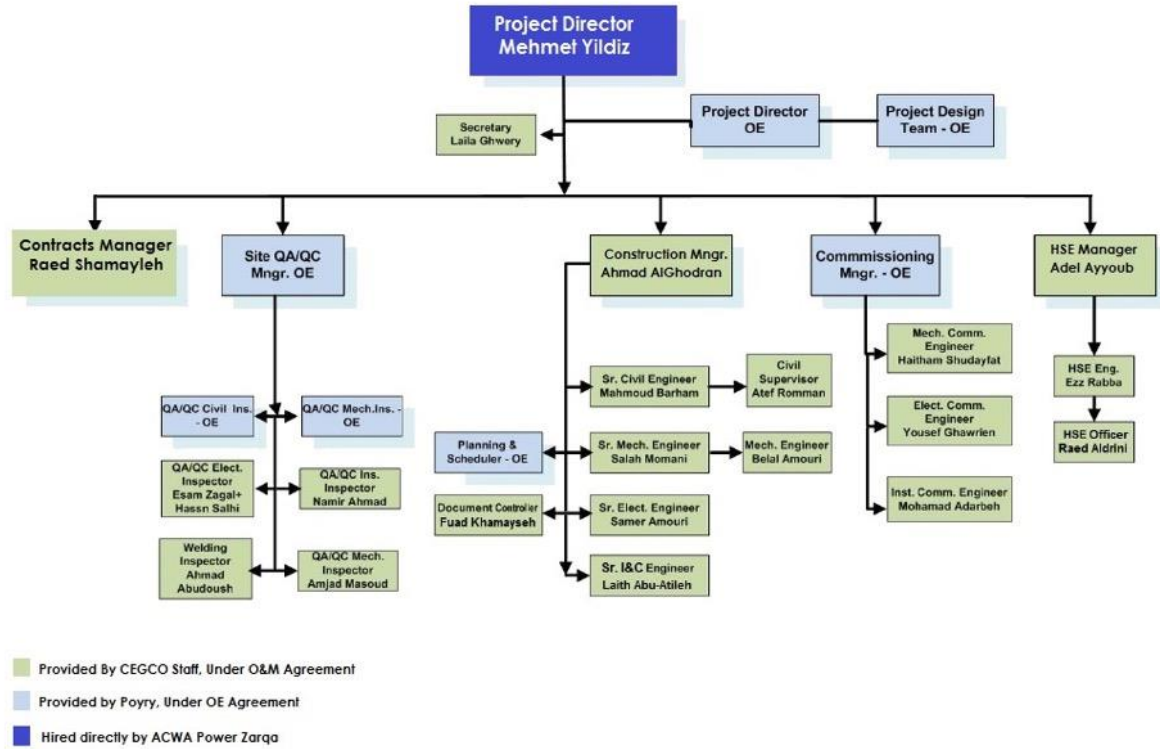 Project Director
Mehmet Yildiz
Project Director
OE
Project Design
Team - OE
Secretary
Laila Ghwery
Contracts Manager
Raed Shamayleh
Site QA/QC
Mngr. OE
Construction Mngr.
Ahmad AlGhodran
Commmissioning
Mngr. - OE
HSE Manager
Adel Ayyoub
QA/QC Civil Ins.
- OE
QA/QC Mech.Ins. -
OE
QA/QC Elect.
Inspector
Esam Zagal+
Hassn Salhi
QA/QC Ins.
Inspector
Namir Ahmad
Welding
Inspector
Ahmad
Abudoush
QA/QC Mech.
Inspector
Amjad Masoud
Sr. Civil Engineer
Mahmoud Barham
Civil
Supervisor
Atef Romman
Planning &
Scheduler - OE
Sr. Mech. Engineer
Salah Momani
Mech. Engineer
Belal Amouri
Document Controller
Fuad Khamayseh
Sr. Elect. Engineer
Samer Amouri
Sr. I&C Engineer
Laith Abu-Atileh
Mech. Comm.
Engineer
Haitham Shudayfat
Elect. Comm.
Engineer
Yousef Ghawrien
Inst. Comm. Engineer
Mohamad Adarbeh
HSE Eng.
Ezz Rabba
HSE Officer
Raed Aldrini
Provided By CEGCO Staff, Under O&M Agreement
Provided by Poyry, Under OE Agreement
Hired directly by ACWA Power Zarqa